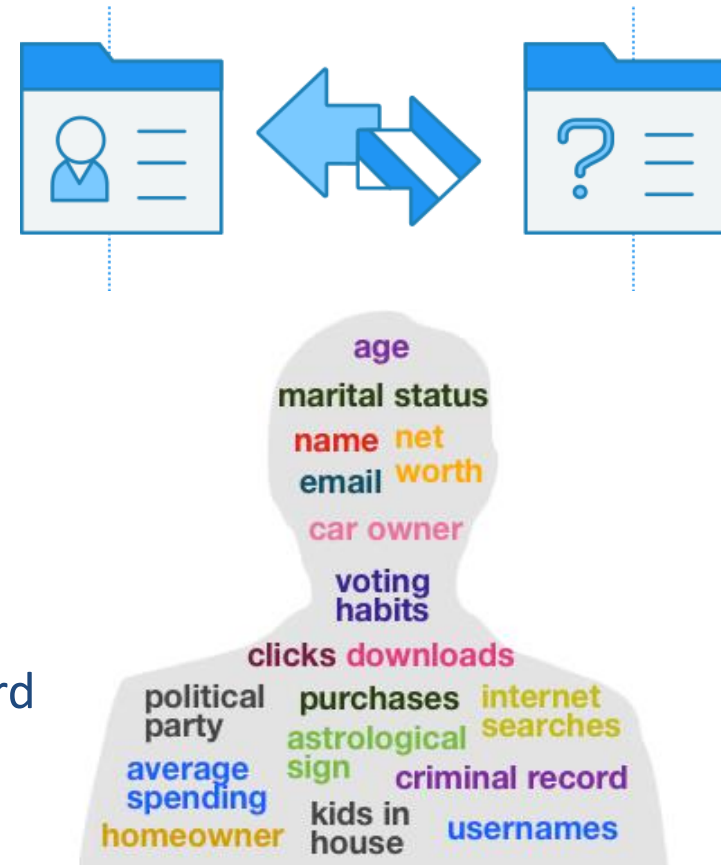 age
marital status
name net
worth
email
car owner
voting
habits
clicks downloads
rd
political
party
purchases
internet
searches
astrological
sign
average
spending
criminal record
kids in
house
homeowner
usernames